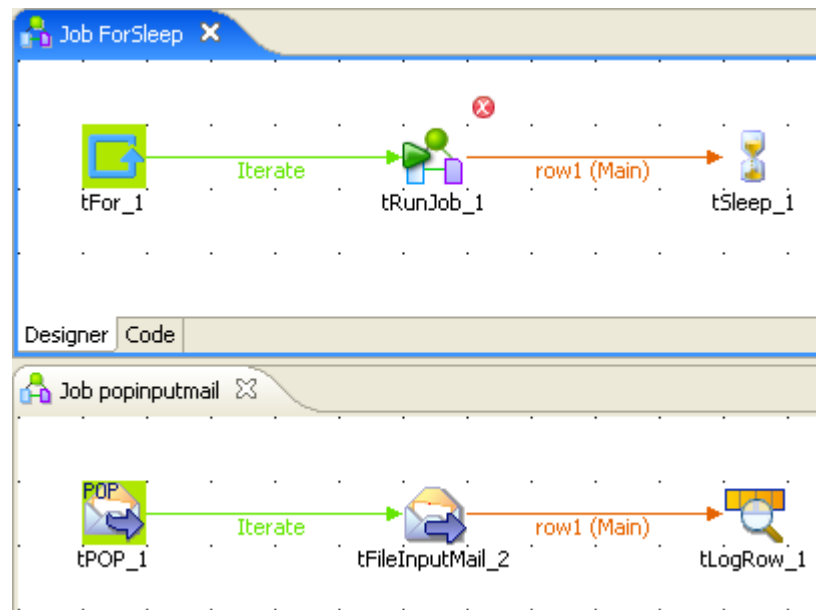 Job ForSleep
Iterate
row1 (Main)
tFor_1
tRunJob_1
tSleep_1
Designer
Code
Job popinputmail
POP
Iterate
row1 (Main)
tPOP_1
tFileInputMail_2
tLogRow_1